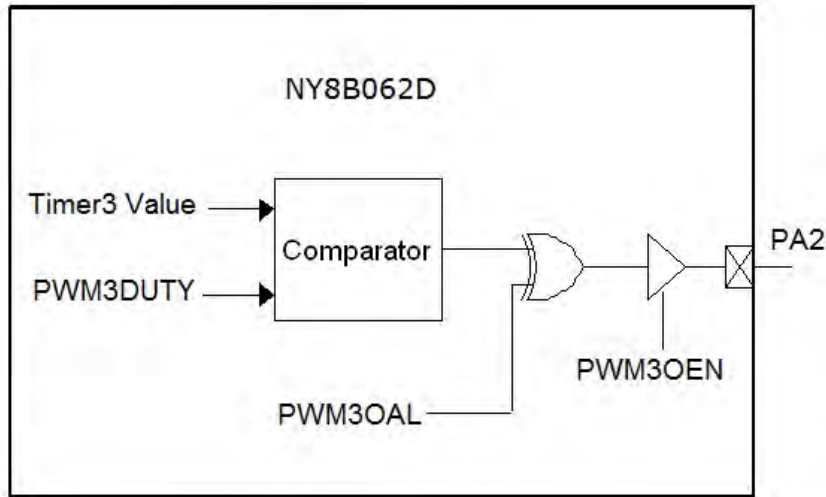 NY8B062D
Timer3 Value
Comparator
PA2
PWM3DUTY
PWM3OEN
PWM3OAL